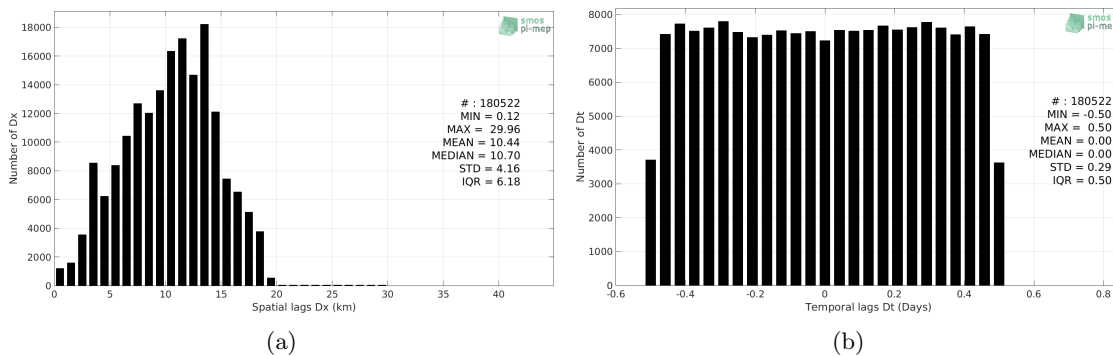 smos
pi-mep
18000
16000
14000
12000
10000
8000
6000
4000
2000
0
Number of Dx
# : 180522
MIN = 0.12
MAX = 29.96
MEAN = 10.44
MEDIAN = 10.70
STD = 4.16
IQR = 6.18
0 5 10 15 20 25 30 35 40
Spatial lags Dx (km)
(a)
smos
pi-me
8000
7000
6000
5000
4000
3000
2000
1000
0
Number of Dt
# : 180522
MIN = -0.50
MAX = 0.50
MEAN = 0.00
MEDIAN = 0.00
STD = 0.29
IQR = 0.50
-0.6 -0.4 -0.2 0 0.2 0.4 0.6 0.8
Temporal lags Dt (Days)
(b)